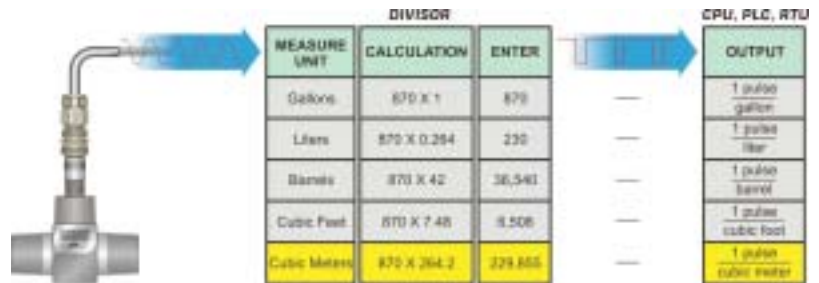 DIVISOR
CPU, PLC, RTU
MEASURE UNIT CALCULATION ENTER OUTPUT
Gallons 870 X 1 870 1 pulse gallon
Liters 870 X 0.264 230 1 pulse liter
Barrels 870 X 42 36,540 1 pulse barrel
Cubic Feet 870 X 7.48 6,508 1 pulse cubic foot
Cubic Meters 870 X 264.2 229,855 1 pulse cubic meter